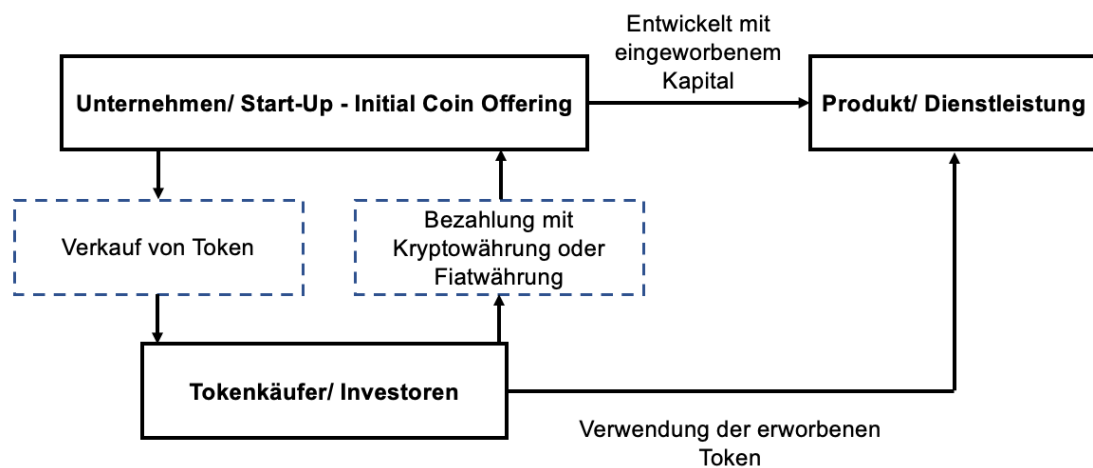 Entwickelt mit
eingeworbenem
Kapital
Unternehmen/ Start-Up - Initial Coin Offering
Produkt/ Dienstleistung
Verkauf von Token
Bezahlung mit
Kryptowährung oder
Fiatwährung
Tokenkäufer/ Investoren
Verwendung der erworbenen
Token